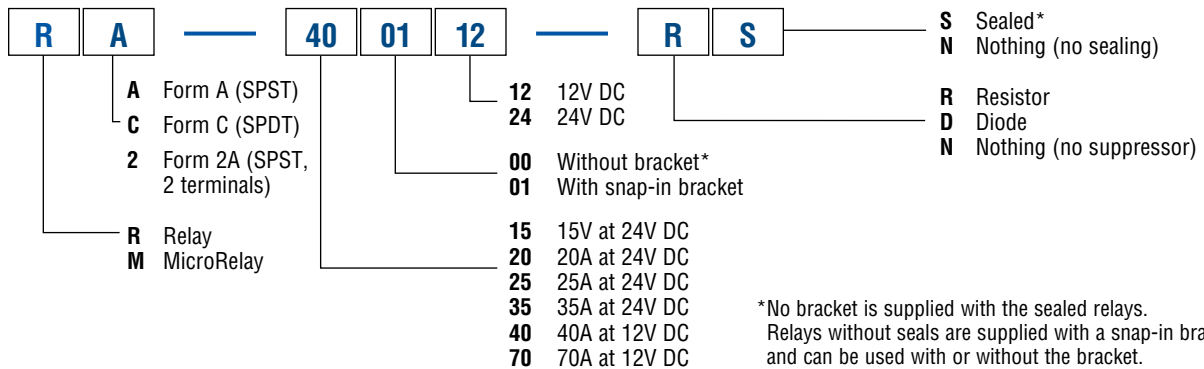 R A — 40 01 12 — R S
S Sealed*
N Nothing (no sealing)
A Form A (SPST)
C Form C (SPDT)
2 Form 2A (SPST,
2 terminals)
R Relay
M MicroRelay
12 12V DC
24 24V DC
00 Without bracket*
01 With snap-in bracket
15 15V at 24V DC
20 20A at 24V DC
25 25A at 24V DC
35 35A at 24V DC
40 40A at 12V DC
70 70A at 12V DC
R Resistor
D Diode
N Nothing (no suppressor)
*No bracket is supplied with the sealed relays.
Relays without seals are supplied with a snap-in
and can be used with or without the bracket.